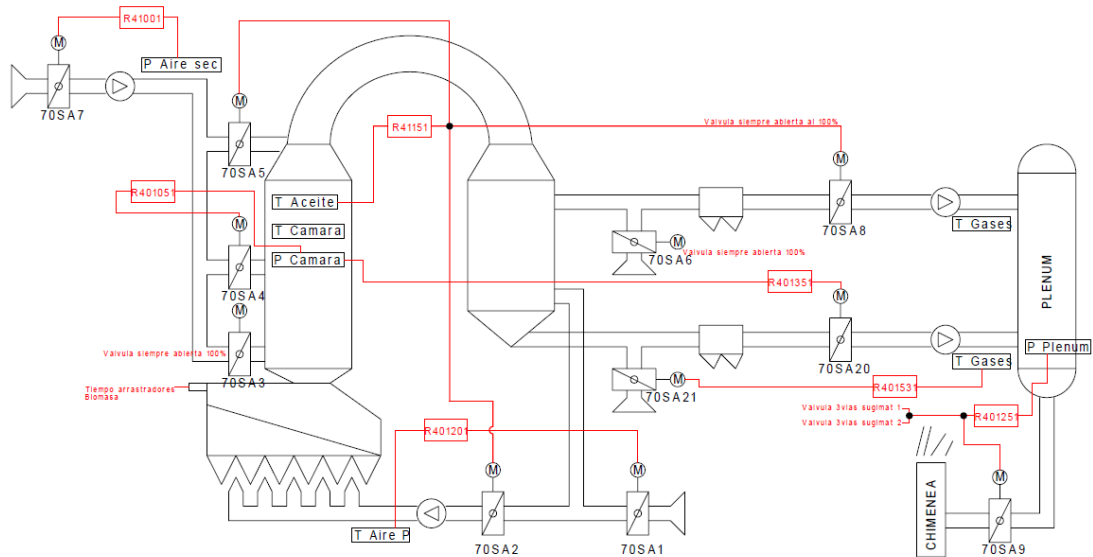 R41001
M
P Aire sec
70SA7
M
70SA5
R41151
Valvula siempre abierta al 100%
M
70SA8
T Gases
R401051
M
70SA4
T Aceite
T Camara
P Camara
M
70SA6
Valvula siempre abierta 100%
R401351
M
70SA20
T Gases
PLENUM
P Plenum
M
Valvula siempre abierta 100%
70SA3
Tiempo arrastradores
Biomasa
M
70SA21
R401531
Valvula 3vias sugimat 1
Valvula 3vias sugimat 2
R401251
R401201
M
70SA2
T Aire P
M
70SA1
CHIMENEA
M
70SA9